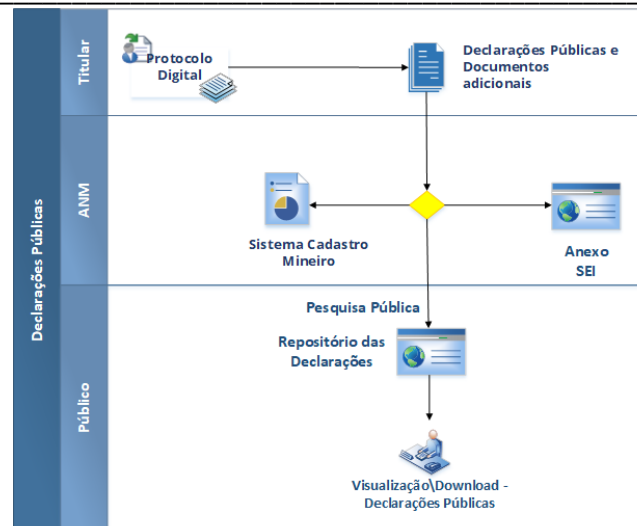 Declarações Públicas
Titular
Protocolo
Digital
Declarações Públicas e
Documentos
adicionais
ANM
Sistema Cadastro
Mineiro
Anexo
SEI
Público
Pesquisa Pública
Repositório das
Declarações
Visualização\Download -
Declarações Públicas